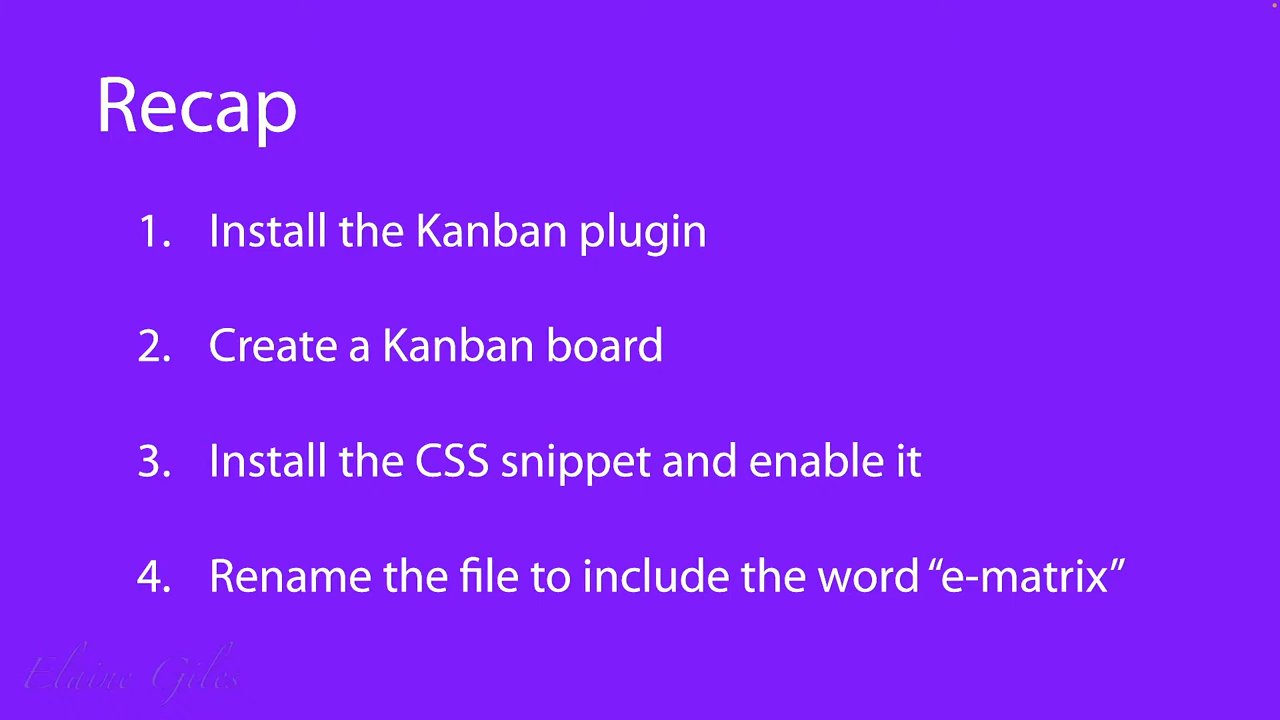 Recap
1. Install the Kanban plugin
2. Create a Kanban board
3. Install the CSS snippet and enable it
4. Rename the file to include the word “e-matrix”
Elaine Giles